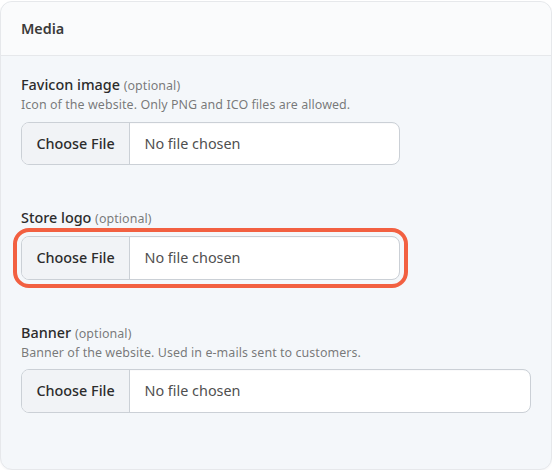 Media
Favicon image (optional)
Icon of the website. Only PNG and ICO files are allowed.
Choose File No file chosen
Store logo (optional)
Choose File No file chosen
Banner (optional)
Banner of the website. Used in e-mails sent to customers.
Choose File No file chosen